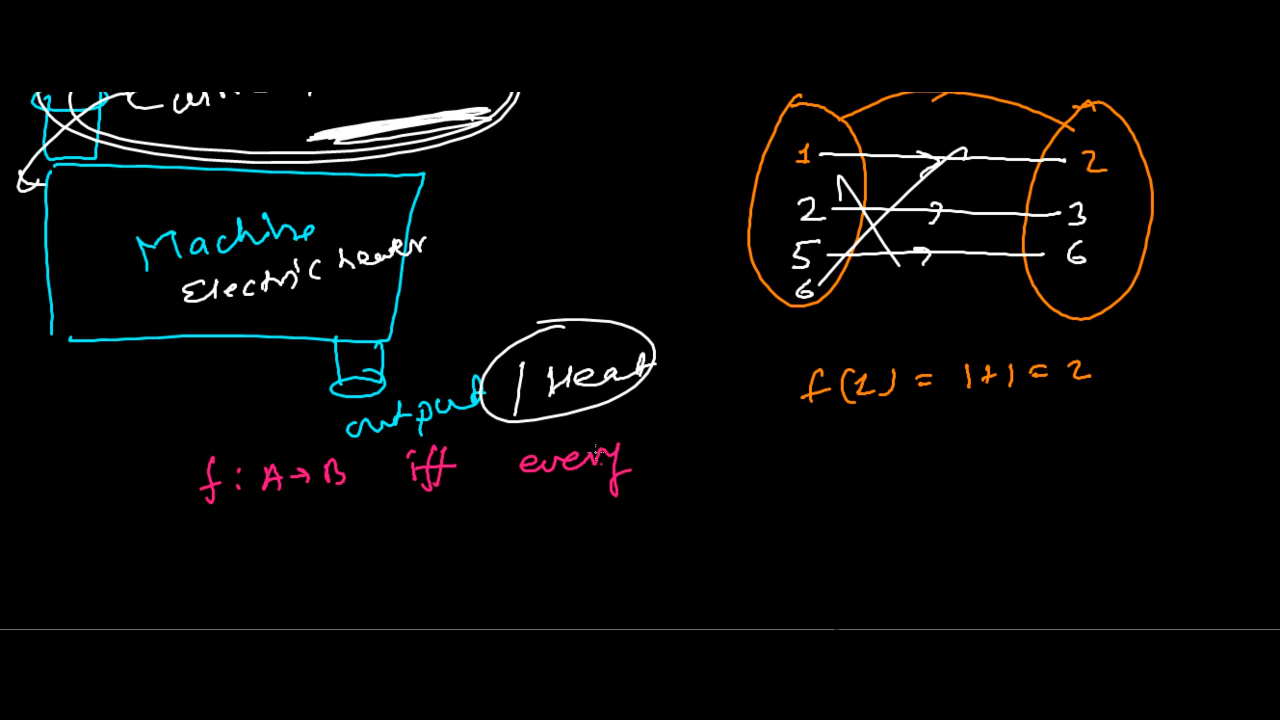 Machine
Electric heater
output | Heat
f : A → B iff every
1 2
2 3
5 6
6
f(1) = 1+1 = 2